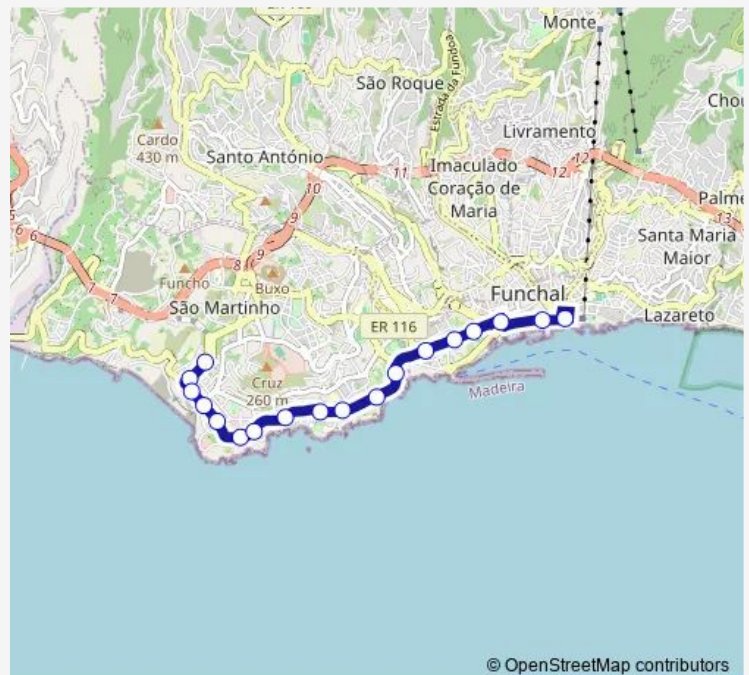 Monte
São Roque
Estrada da Fundoa
Cardo
430 m
Livramento
Santo António
12
11
12
10
Imaculado
Coração de
Maria
Palme
13
9
Santa Maria
Maior
6
6
8
9
Funcho
Buxo
7
7
Funchal
São Martinho
Lazareto
ER 116
Cruz
260 m
Madeira
© OpenStreetMap contributors